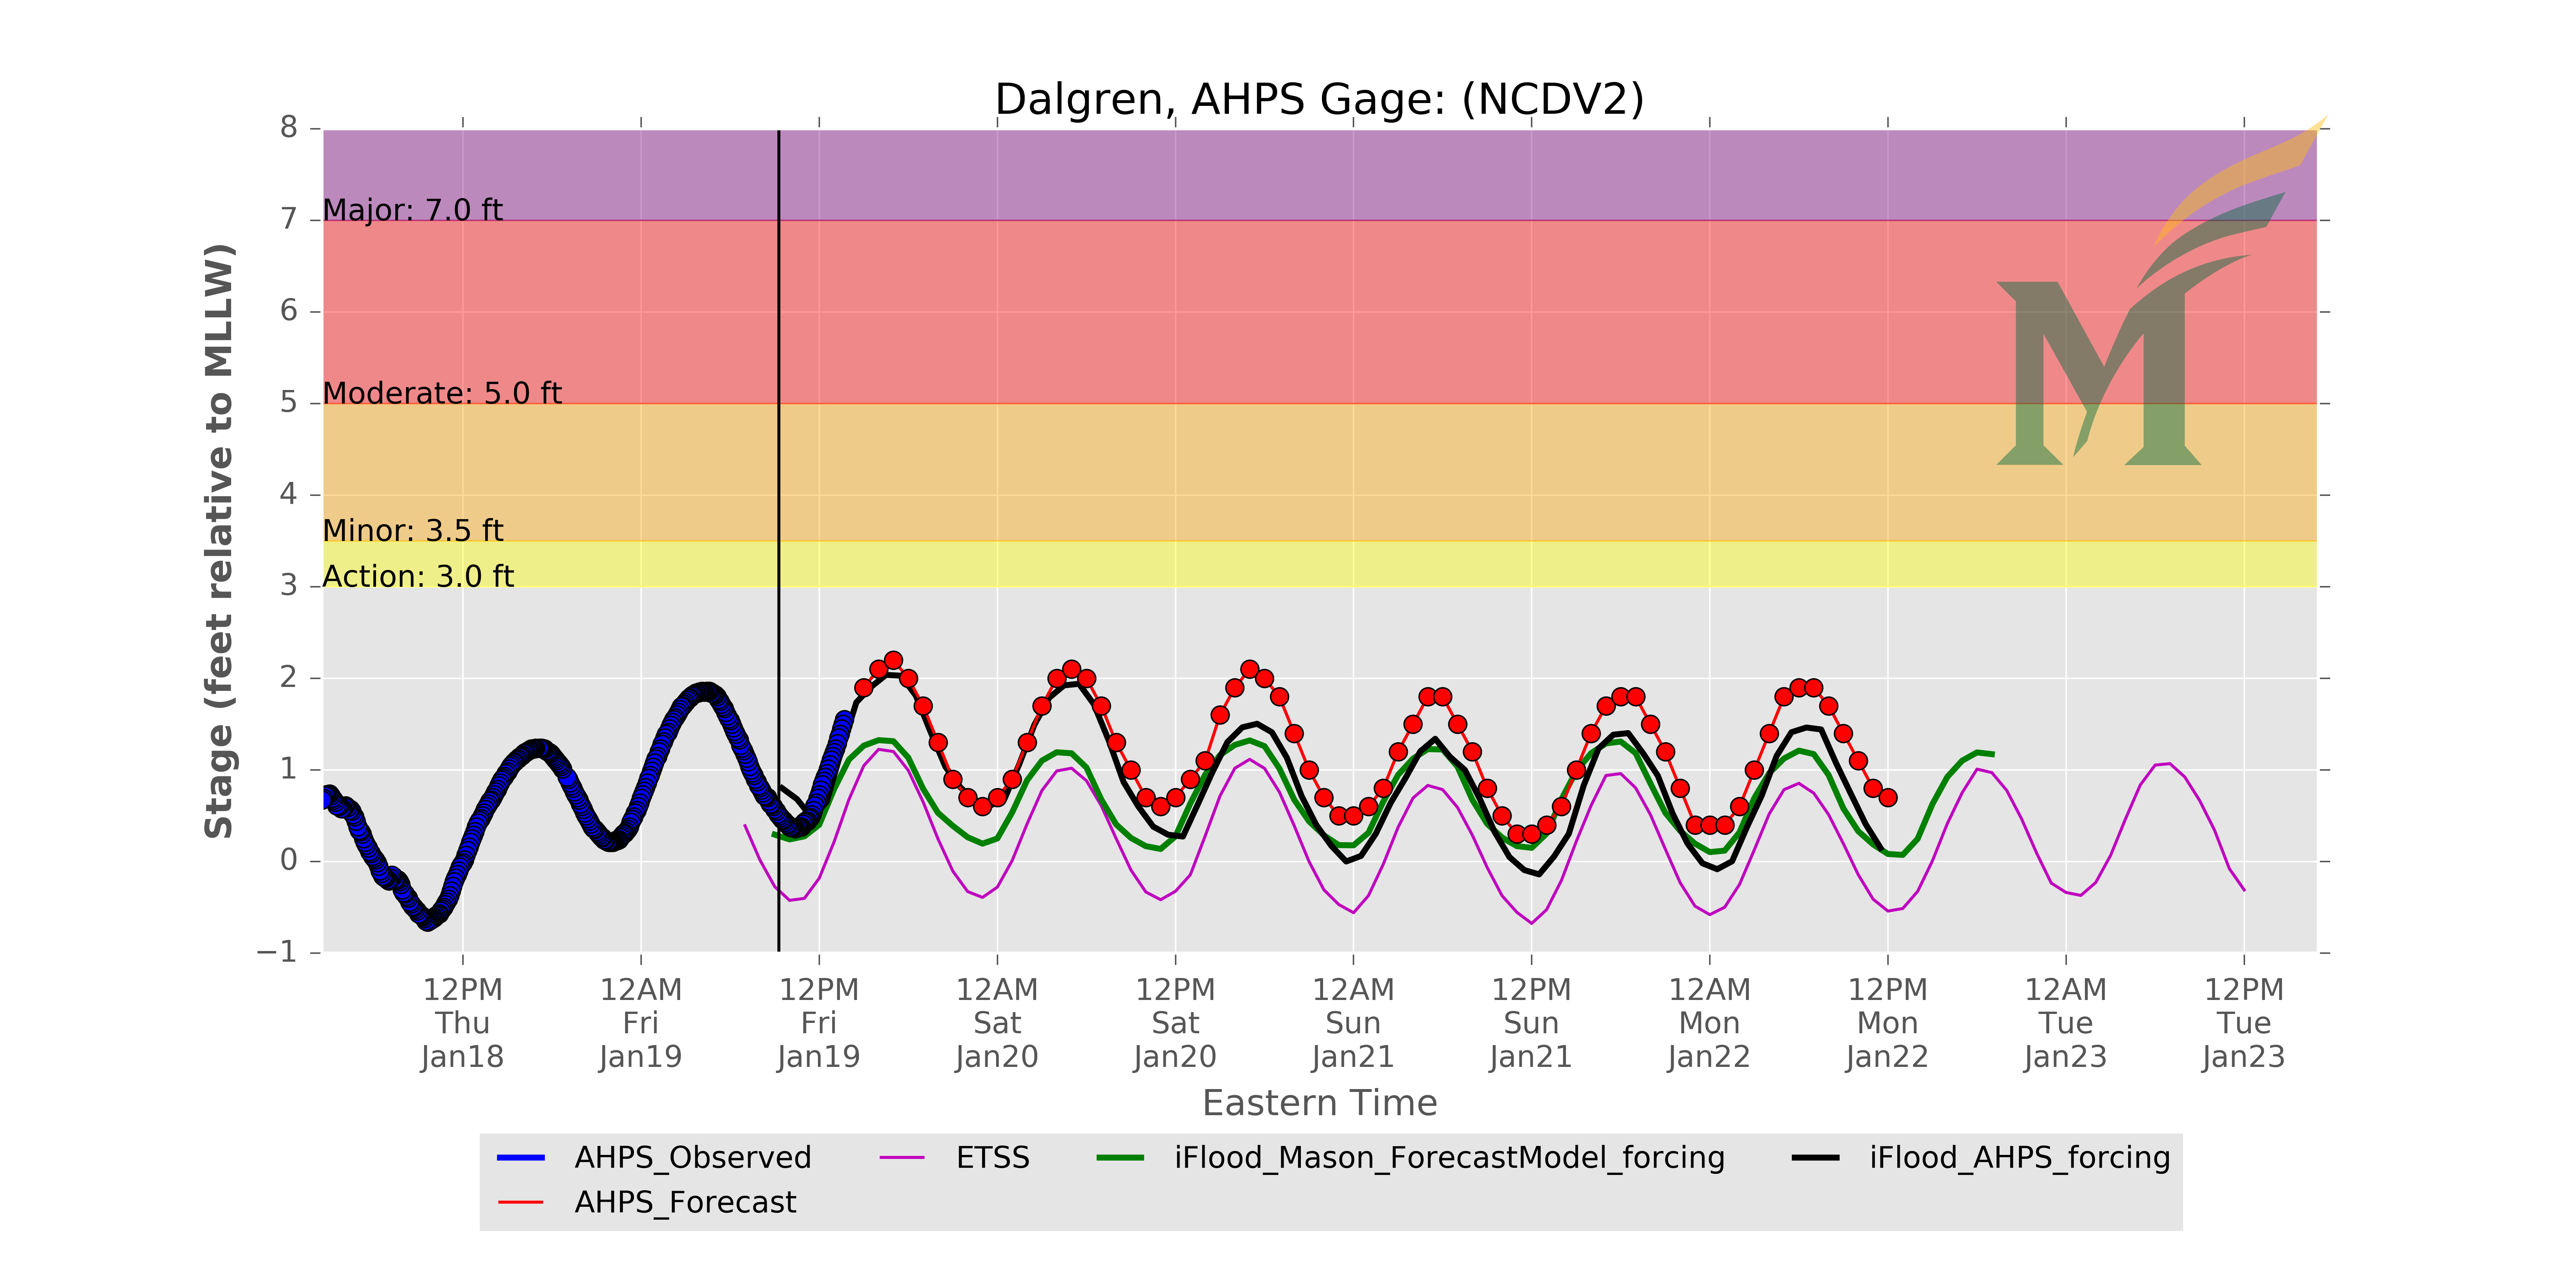 Dalgren, AHPS Gage: (NCDV2)
Stage (feet relative to MLLW)
8
7
6
5
4
3
2
1
0
−1
Major: 7.0 ft
Moderate: 5.0 ft
Minor: 3.5 ft
Action: 3.0 ft
M
12PM 12AM 12PM 12AM 12PM 12AM 12PM 12AM 12PM 12AM 12PM
Thu Fri Fri Sat Sat Sun Sun Mon Mon Tue Tue
Jan18 Jan19 Jan19 Jan20 Jan20 Jan21 Jan21 Jan22 Jan22 Jan23 Jan23
Eastern Time
AHPS_Observed ETSS iFlood_Mason_ForecastModel_forcing iFlood_AHPS_forcing
AHPS_Forecast